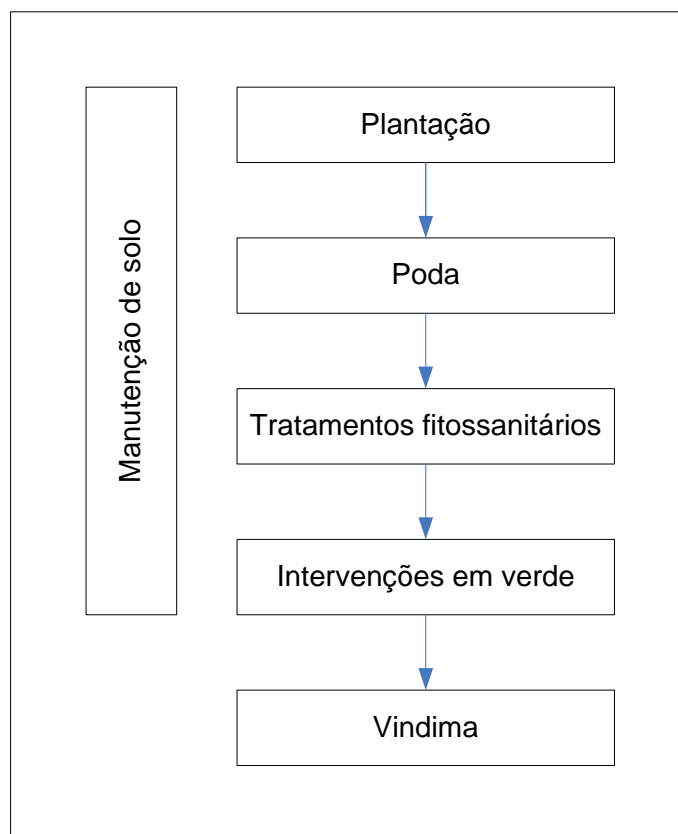 Manutenção de solo
Plantação
Poda
Tratamentos fitossanitários
Intervenções em verde
Vindima